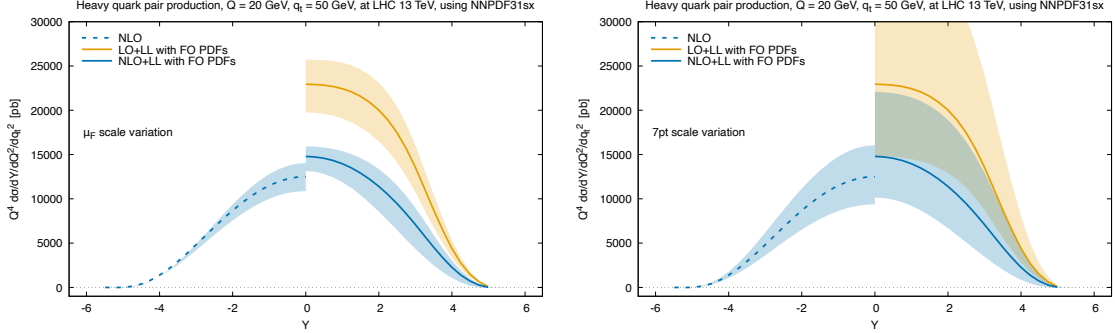 Heavy quark pair production, Q = 20 GeV, qt = 50 GeV, at LHC 13 TeV, using NNPDF31sx
30000
25000
20000
15000
10000
5000
0
Q⁴ dσ/dY/dQ²/dqt² [pb]
NLO
LO+LL with FO PDFs
NLO+LL with FO PDFs
μF scale variation
-6 -4 -2 0 2 4 6
Y
Heavy quark pair production, Q = 20 GeV, qt = 50 GeV, at LHC 13 TeV, using NNPDF31sx
30000
25000
20000
15000
10000
5000
0
Q⁴ dσ/dY/dQ²/dqt² [pb]
NLO
LO+LL with FO PDFs
NLO+LL with FO PDFs
7pt scale variation
-6 -4 -2 0 2 4 6
Y